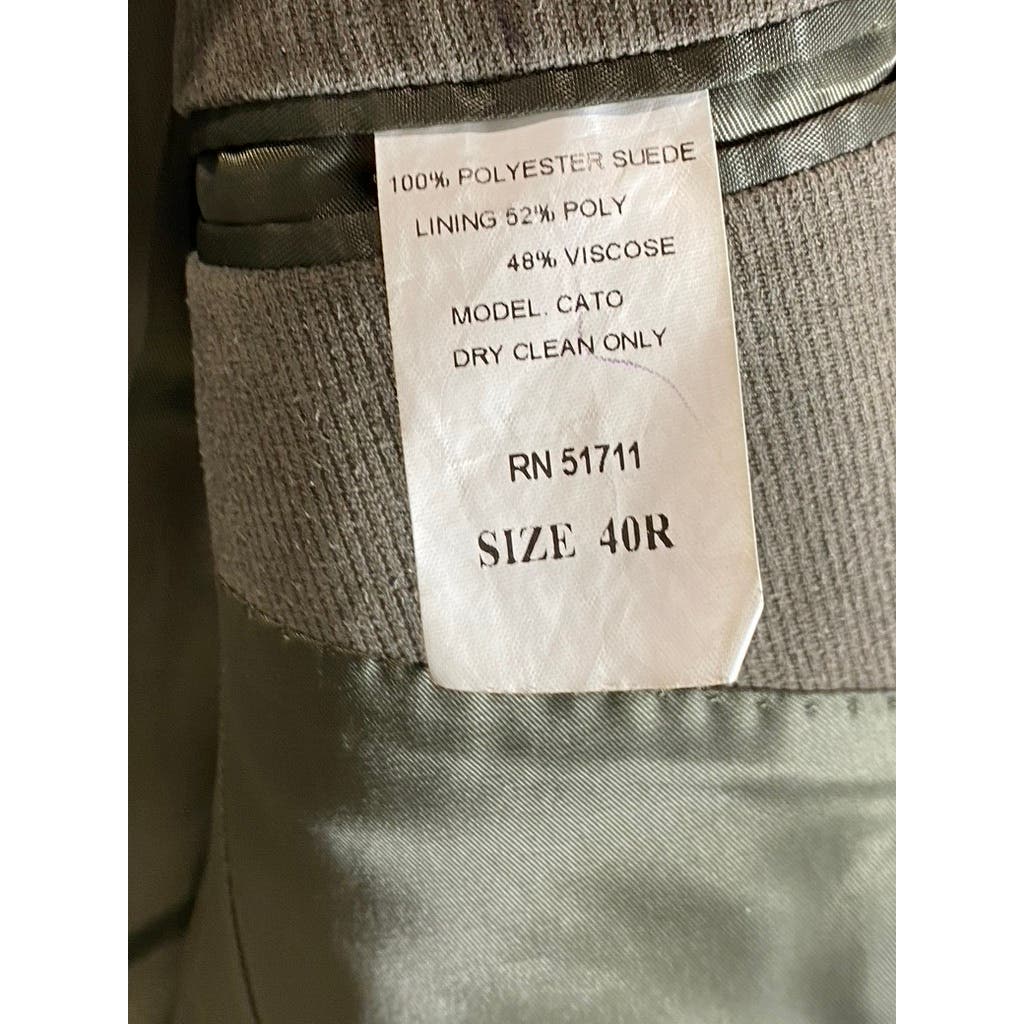 100% POLYESTER SUEDE
LINING 52% POLY
48% VISCOSE
MODEL. CATO
DRY CLEAN ONLY
RN 51711
SIZE 40R